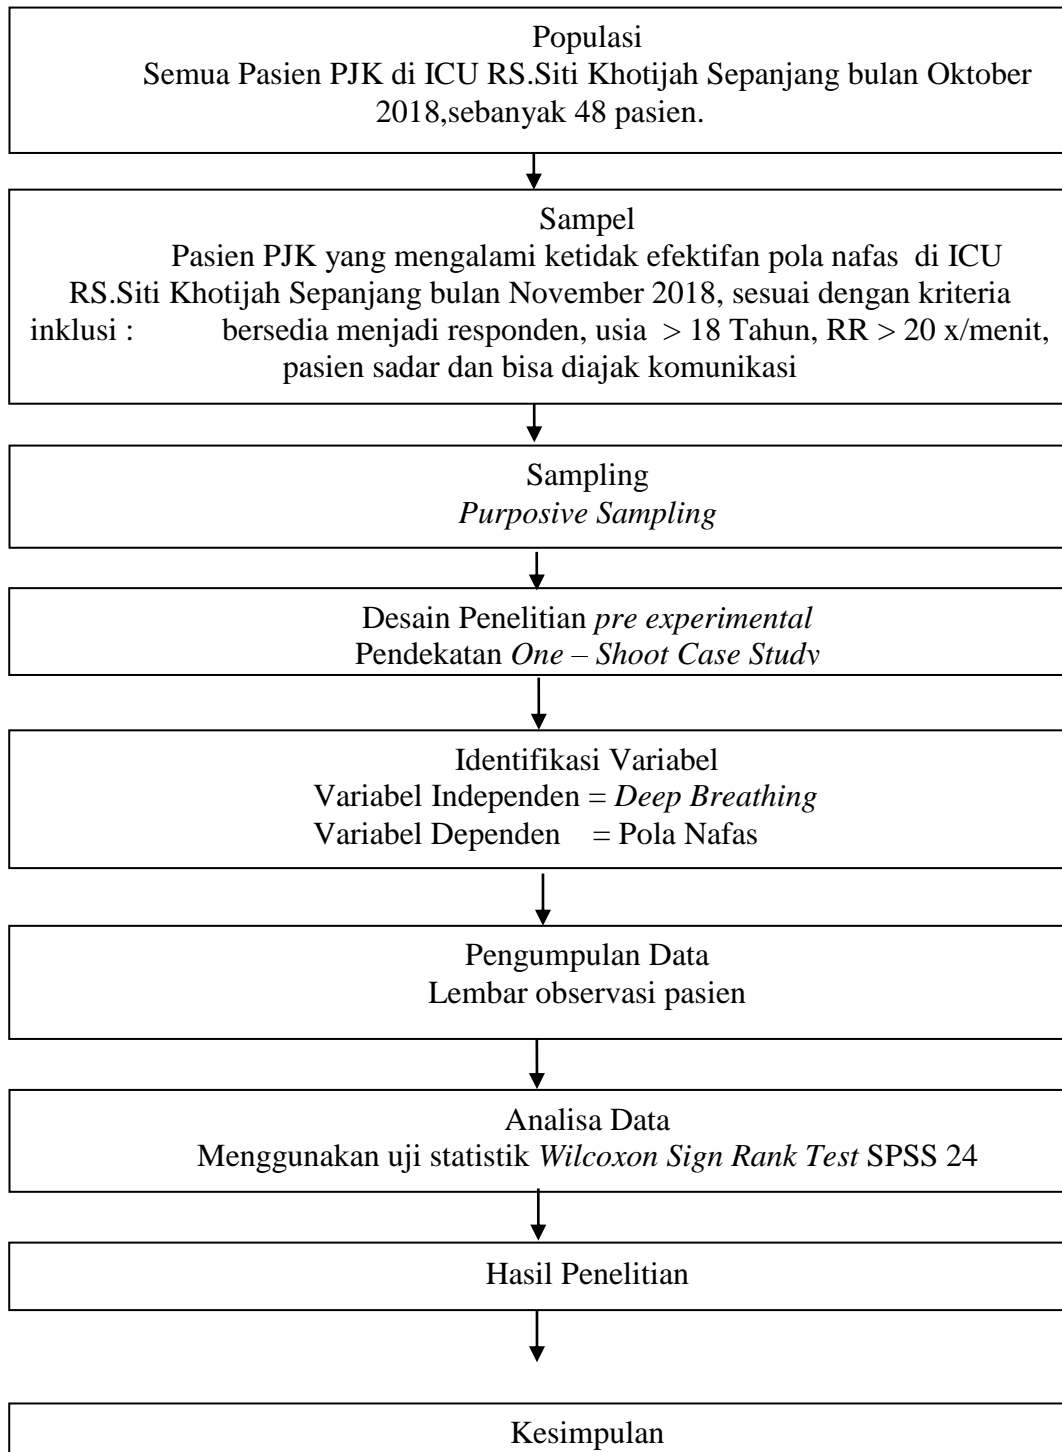 Populasi
Semua Pasien PJK di ICU RS.Siti Khotijah Sepanjang bulan Oktober
2018,sebanyak 48 pasien.
Sampel
Pasien PJK yang mengalami ketidak efektifan pola nafas di ICU
RS.Siti Khotijah Sepanjang bulan November 2018, sesuai dengan kriteria
inklusi : bersedia menjadi responden, usia > 18 Tahun, RR > 20 x/menit,
pasien sadar dan bisa diajak komunikasi
Sampling
Purposive Sampling
Desain Penelitian pre experimental
Pendekatan One – Shoot Case Study
Identifikasi Variabel
Variabel Independen = Deep Breathing
Variabel Dependen = Pola Nafas
Pengumpulan Data
Lembar observasi pasien
Analisa Data
Menggunakan uji statistik Wilcoxon Sign Rank Test SPSS 24
Hasil Penelitian
Kesimpulan